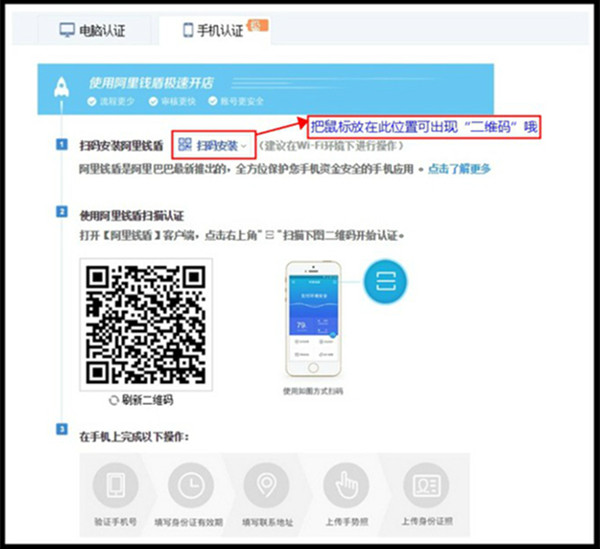 电脑认证 手机认证
使用阿里钱盾极速开店
流程更少 审核更快 账号更安全
把鼠标放在此位置可出现“二维码”哦
1 扫码安装阿里钱盾 扫码安装 (建议在Wi-Fi环境下进行操作)
阿里钱盾是阿里巴巴最新推出的，全方位保护您手机资金安全的手机应用 。点击了解更多
2 使用阿里钱盾扫描认证
打开【阿里钱盾】客户端，点击右上角“ ”扫描下图二维码开始认证。
79
刷新二维码
使用如图方式扫码
3 在手机上完成以下操作：
验证手机号 填写身份证有效期 填写联系地址 上传手势照 上传身份证照